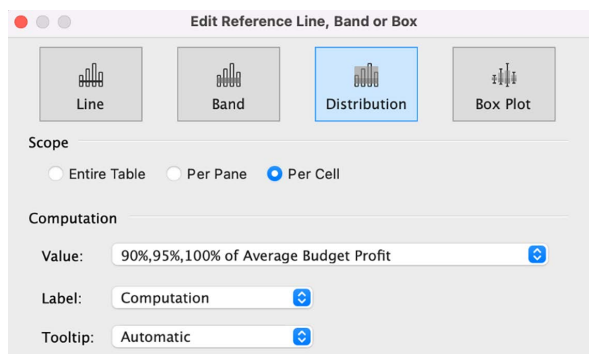 Edit Reference Line, Band or Box
Line Band Distribution Box Plot
Scope
Entire Table Per Pane Per Cell
Computation
Value: 90%,95%,100% of Average Budget Profit
Label: Computation
Tooltip: Automatic